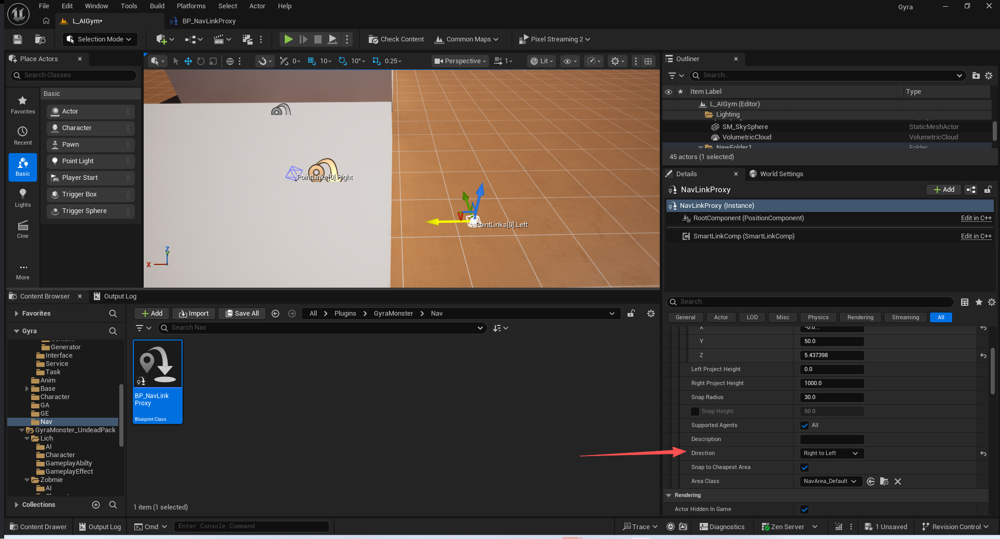 File Edit Window Tools Build Platforms Select Actor Help
Gyra
L_AIGym*
BP_NavLinkProxy
Selection Mode
Check Content
Common Maps
Pixel Streaming 2
Place Actors
Search Classes
Favorites
Recent
Basic
Lights
Cine
More
Basic
Actor
Character
Pawn
Point Light
Player Start
Trigger Box
Trigger Sphere
0 10 10° 0.25
Perspective
1
Lit
PointLinks[0].Right
PointLinks[0].Left
Z
X
Outliner
Search...
Item Label Type
L_AIGym (Editor)
Lighting
SM_SkySphere StaticMeshActor
VolumetricCloud VolumetricCloud
NewFolder1 Folder
45 actors (1 selected)
Details
World Settings
NavLinkProxy
Add
NavLinkProxy (Instance)
RootComponent (PositionComponent) Edit in C++
SmartLinkComp (SmartLinkComp) Edit in C++
Search
General Actor LOD Misc Physics Rendering Streaming All
X -0.0...
Y 50.0
Z 5.437398
Left Project Height 0.0
Right Project Height 1000.0
Snap Radius 30.0
Snap Height 50.0
Supported Agents All
Description
Direction Right to Left
Snap to Cheapest Area
Area Class NavArea_Default
Rendering
Actor Hidden In Game
Content Browser
Output Log
Favorites
Gyra
Generator
Interface
Service
Task
Anim
Base
Character
GA
GE
Nav
GyraMonster_UndeadPack
Lich
AI
Character
GameplayAbilty
GameplayEffect
Zobmie
AI
Collections
Add Import Save All
All Plugins GyraMonster Nav
Search Nav
BP_NavLink
Proxy
Blueprint Class
1 item (1 selected)
Content Drawer
Output Log
Cmd
Enter Console Command
Trace
Diagnostics
Zen Server
1 Unsaved
Revision Control